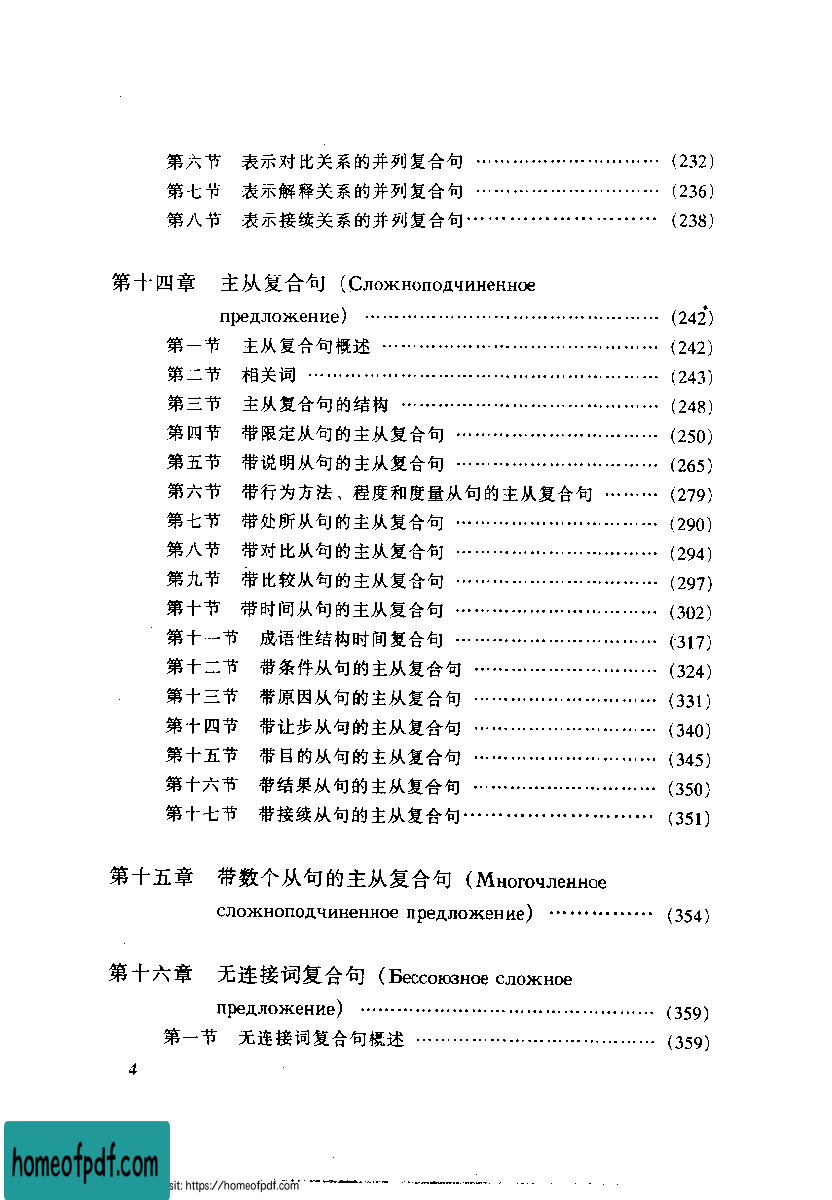 第六节 表示对比关系的并列复合句 ………………………… (232)
第七节 表示解释关系的并列复合句 ………………………… (236)
第八节 表示接续关系的并列复合句………………………… (238)
第十四章 主从复合句 (Сложноподчиненное
предложение) ………………………………………… (242)
第一节 主从复合句概述 ……………………………………… (242)
第二节 相关词 ………………………………………………… (243)
第三节 主从复合句的结构 …………………………………… (248)
第四节 带限定从句的主从复合句 …………………………… (250)
第五节 带说明从句的主从复合句 …………………………… (265)
第六节 带行为方法、程度和度量从句的主从复合句 ……… (279)
第七节 带处所从句的主从复合句 …………………………… (290)
第八节 带对比从句的主从复合句 …………………………… (294)
第九节 带比较从句的主从复合句 …………………………… (297)
第十节 带时间从句的主从复合句 …………………………… (302)
第十一节 成语性结构时间复合句 …………………………… (317)
第十二节 带条件从句的主从复合句 ………………………… (324)
第十三节 带原因从句的主从复合句 ………………………… (331)
第十四节 带让步从句的主从复合句 ………………………… (340)
第十五节 带目的从句的主从复合句 ………………………… (345)
第十六节 带结果从句的主从复合句 ………………………… (350)
第十七节 带接续从句的主从复合句………………………… (351)
第十五章 带数个从句的主从复合句 (Многочленное
сложноподчиненное предложение) …………… (354)
第十六章 无连接词复合句 (Бессоюзное сложное
предложение) ………………………………………… (359)
第一节 无连接词复合句概述 ………………………………… (359)
4
homeofpdf.com
sit: https://homeofpdf.com